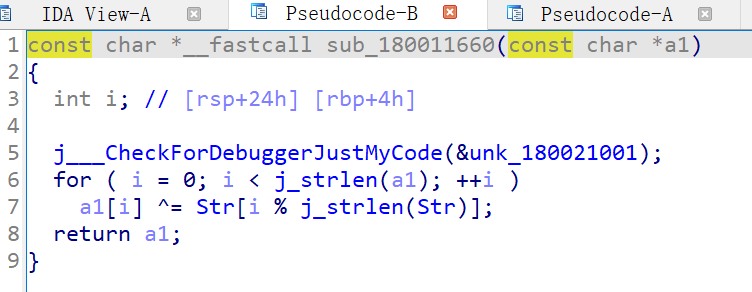 IDA View-A Pseudocode-B Pseudocode-A
1 const char *__fastcall sub_180011660(const char *a1)
2 {
3   int i; // [rsp+24h] [rbp+4h]
4
5   j___CheckForDebuggerJustMyCode(&unk_180021001);
6   for ( i = 0; i < j_strlen(a1); ++i )
7     a1[i] ^= Str[i % j_strlen(Str)];
8   return a1;
9 }